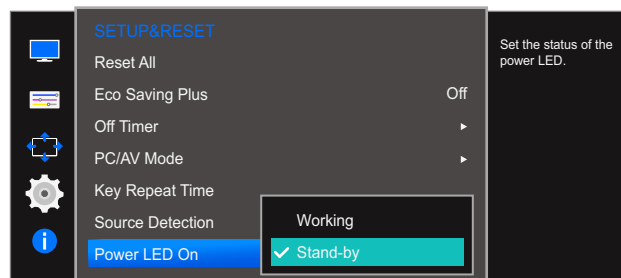 SETUP&RESET
Reset All
Eco Saving Plus Off
Off Timer
PC/AV Mode
Key Repeat Time
Source Detection
Power LED On
Working
Stand-by
Set the status of the
power LED.